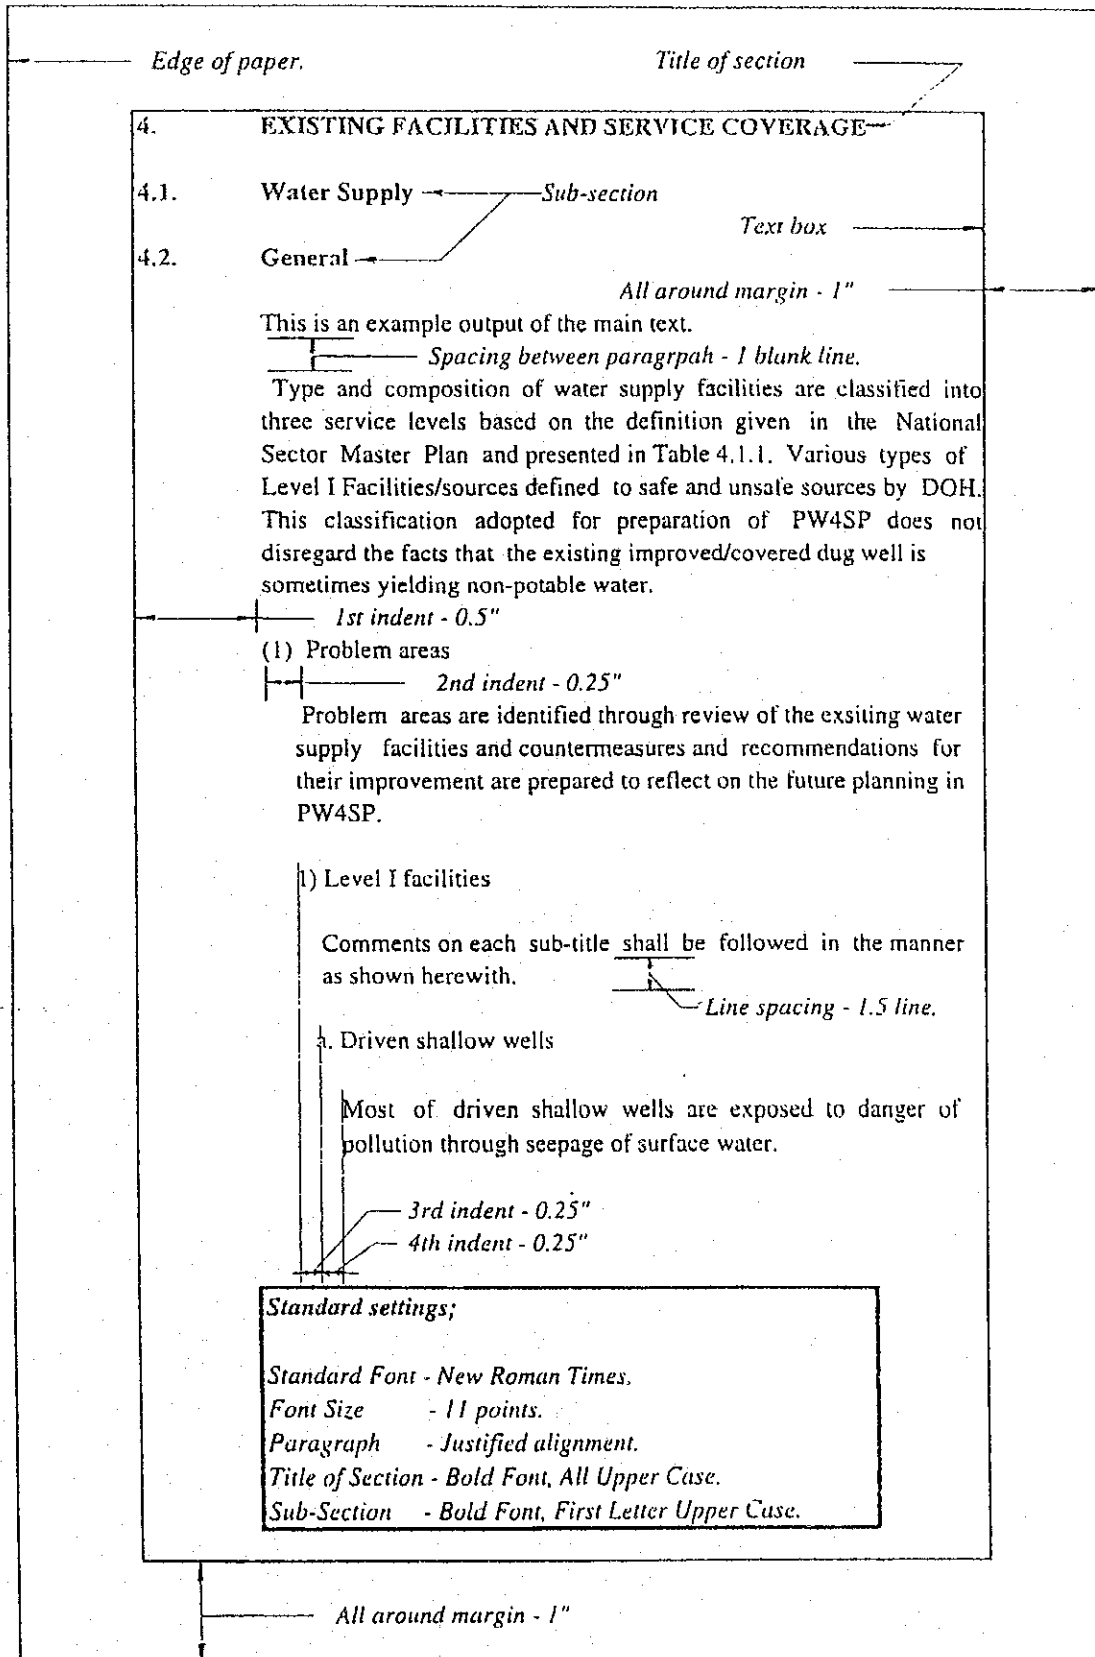 Edge of paper. Title of section
4. EXISTING FACILITIES AND SERVICE COVERAGE
4.1. Water Supply Sub-section
Text box
4.2. General
All around margin - 1"
This is an example output of the main text.
Spacing between paragrpah - 1 blunk line.
Type and composition of water supply facilities are classified into
three service levels based on the definition given in the National
Sector Master Plan and presented in Table 4.1.1. Various types of
Level I Facilities/sources defined to safe and unsafe sources by DOH.
This classification adopted for preparation of PW4SP does not
disregard the facts that the existing improved/covered dug well is
sometimes yielding non-potable water.
1st indent - 0.5"
(1) Problem areas
2nd indent - 0.25"
Problem areas are identified through review of the exsiting water
supply facilities and countermeasures and recommendations for
their improvement are prepared to reflect on the future planning in
PW4SP.
1) Level I facilities
Comments on each sub-title shall be followed in the manner
as shown herewith.
Line spacing - 1.5 line.
a. Driven shallow wells
Most of driven shallow wells are exposed to danger of
pollution through seepage of surface water.
3rd indent - 0.25"
4th indent - 0.25"
Standard settings;
Standard Font - New Roman Times.
Font Size - 11 points.
Paragraph - Justified alignment.
Title of Section - Bold Font, All Upper Case.
Sub-Section - Bold Font, First Letter Upper Case.
All around margin - 1"